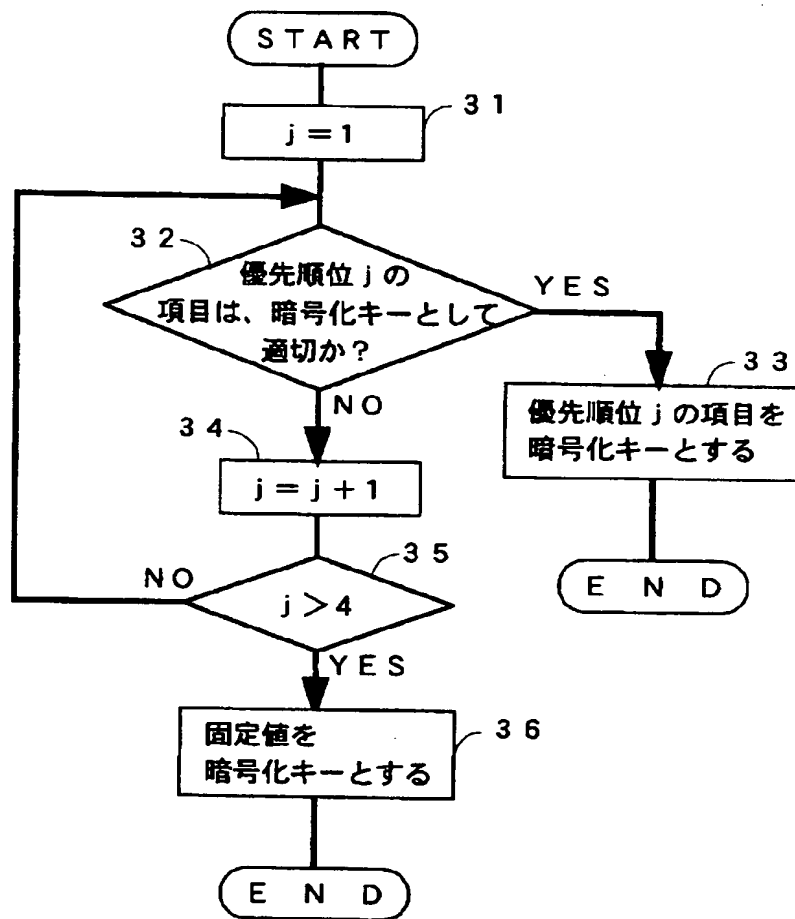 START
31
j=1
32
優先順位jの
項目は、暗号化キーとして
適切か?
YES
33
優先順位jの項目を
暗号化キーとする
END
NO
34
j=j+1
35
NO
j>4
YES
36
固定値を
暗号化キーとする
END